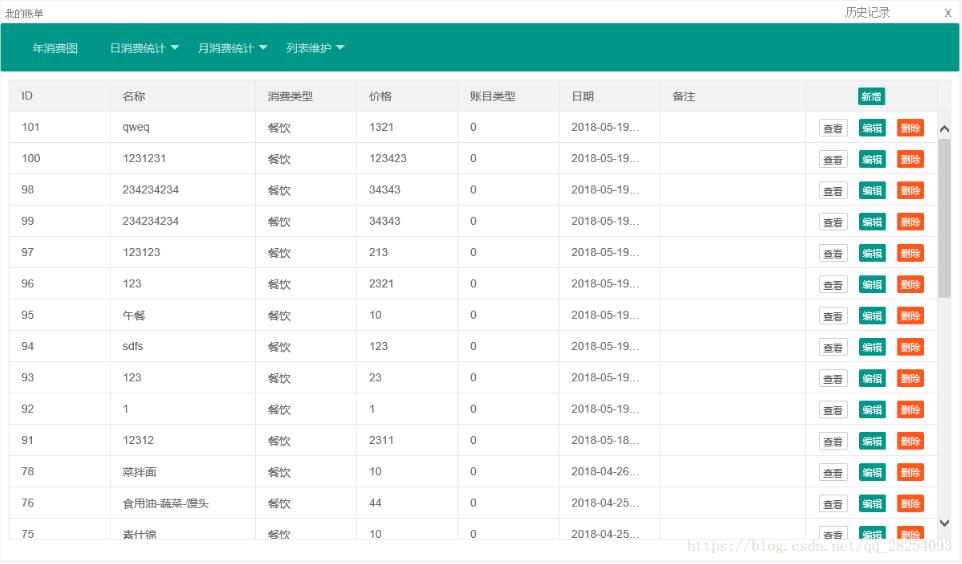 我的账单 历史记录 X
年消费图 日消费统计 月消费统计 列表维护
ID 名称 消费类型 价格 账目类型 日期 备注 新增
101 qweq 餐饮 1321 0 2018-05-19... 查看 编辑 删除
100 1231231 餐饮 123423 0 2018-05-19... 查看 编辑 删除
98 234234234 餐饮 34343 0 2018-05-19... 查看 编辑 删除
99 234234234 餐饮 34343 0 2018-05-19... 查看 编辑 删除
97 123123 餐饮 213 0 2018-05-19... 查看 编辑 删除
96 123 餐饮 2321 0 2018-05-19... 查看 编辑 删除
95 午餐 餐饮 10 0 2018-05-19... 查看 编辑 删除
94 sdfs 餐饮 123 0 2018-05-19... 查看 编辑 删除
93 123 餐饮 23 0 2018-05-19... 查看 编辑 删除
92 1 餐饮 1 0 2018-05-19... 查看 编辑 删除
91 12312 餐饮 2311 0 2018-05-18... 查看 编辑 删除
78 菜拌面 餐饮 10 0 2018-04-26... 查看 编辑 删除
76 食用油-蔬菜-馒头 餐饮 44 0 2018-04-25... 查看 编辑 删除
75 素什锦 餐饮 10 0 2018-04-25... 查看 编辑 删除
https://blog.csdn.net/qq_28254093